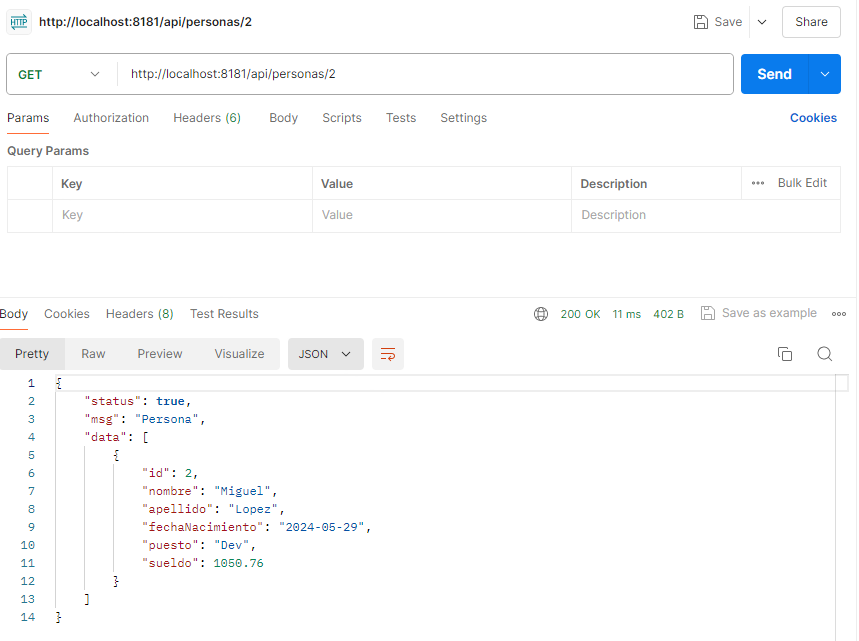 HTTP http://localhost:8181/api/personas/2 Save Share
GET http://localhost:8181/api/personas/2 Send
Params Authorization Headers (6) Body Scripts Tests Settings Cookies
Query Params
Key Value Description ••• Bulk Edit
Key Value Description
Body Cookies Headers (8) Test Results 200 OK 11 ms 402 B Save as example
Pretty Raw Preview Visualize JSON
1 {
2 "status": true,
3 "msg": "Persona",
4 "data": [
5 {
6 "id": 2,
7 "nombre": "Miguel",
8 "apellido": "Lopez",
9 "fechaNacimiento": "2024-05-29",
10 "puesto": "Dev",
11 "sueldo": 1050.76
12 }
13 ]
14 }